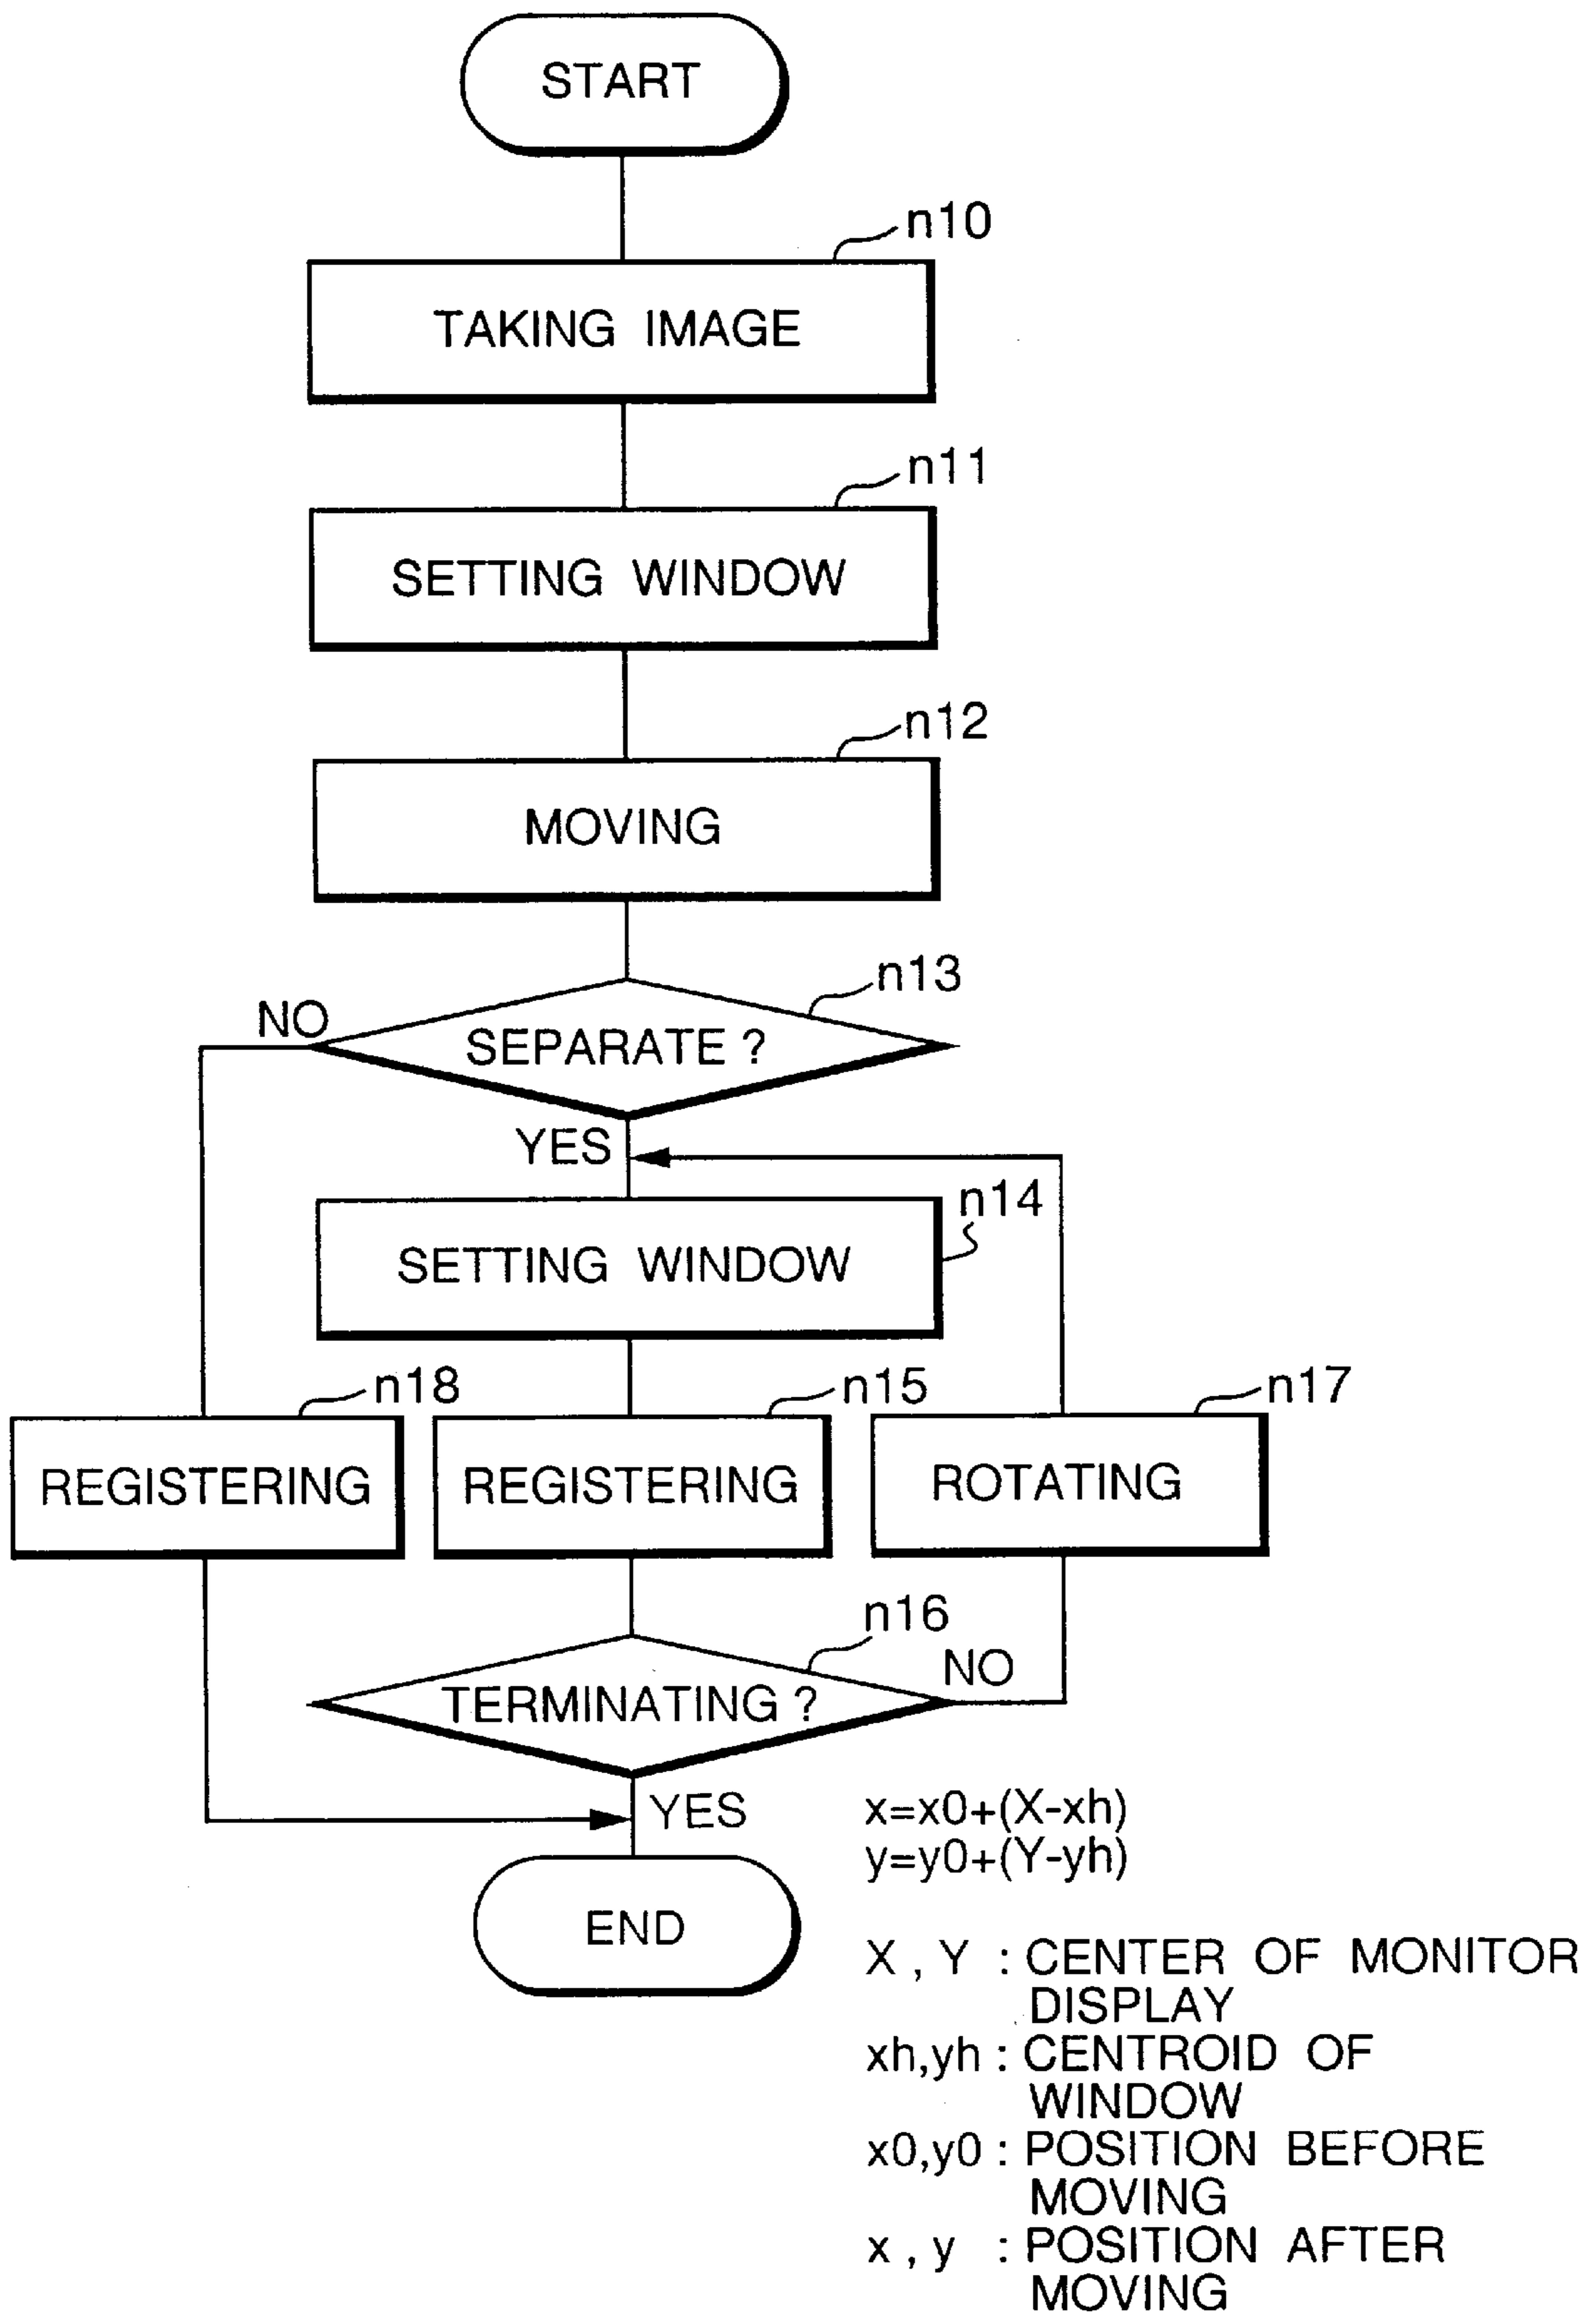 START
n10
TAKING IMAGE
n11
SETTING WINDOW
n12
MOVING
n13
NO
SEPARATE ?
YES
n14
SETTING WINDOW
n18
n15
n17
REGISTERING
REGISTERING
ROTATING
n16
NO
TERMINATING ?
YES
x=x0+(X-xh)
y=y0+(Y-yh)
END
X , Y : CENTER OF MONITOR
DISPLAY
xh,yh : CENTROID OF
WINDOW
x0,y0 : POSITION BEFORE
MOVING
x , y : POSITION AFTER
MOVING